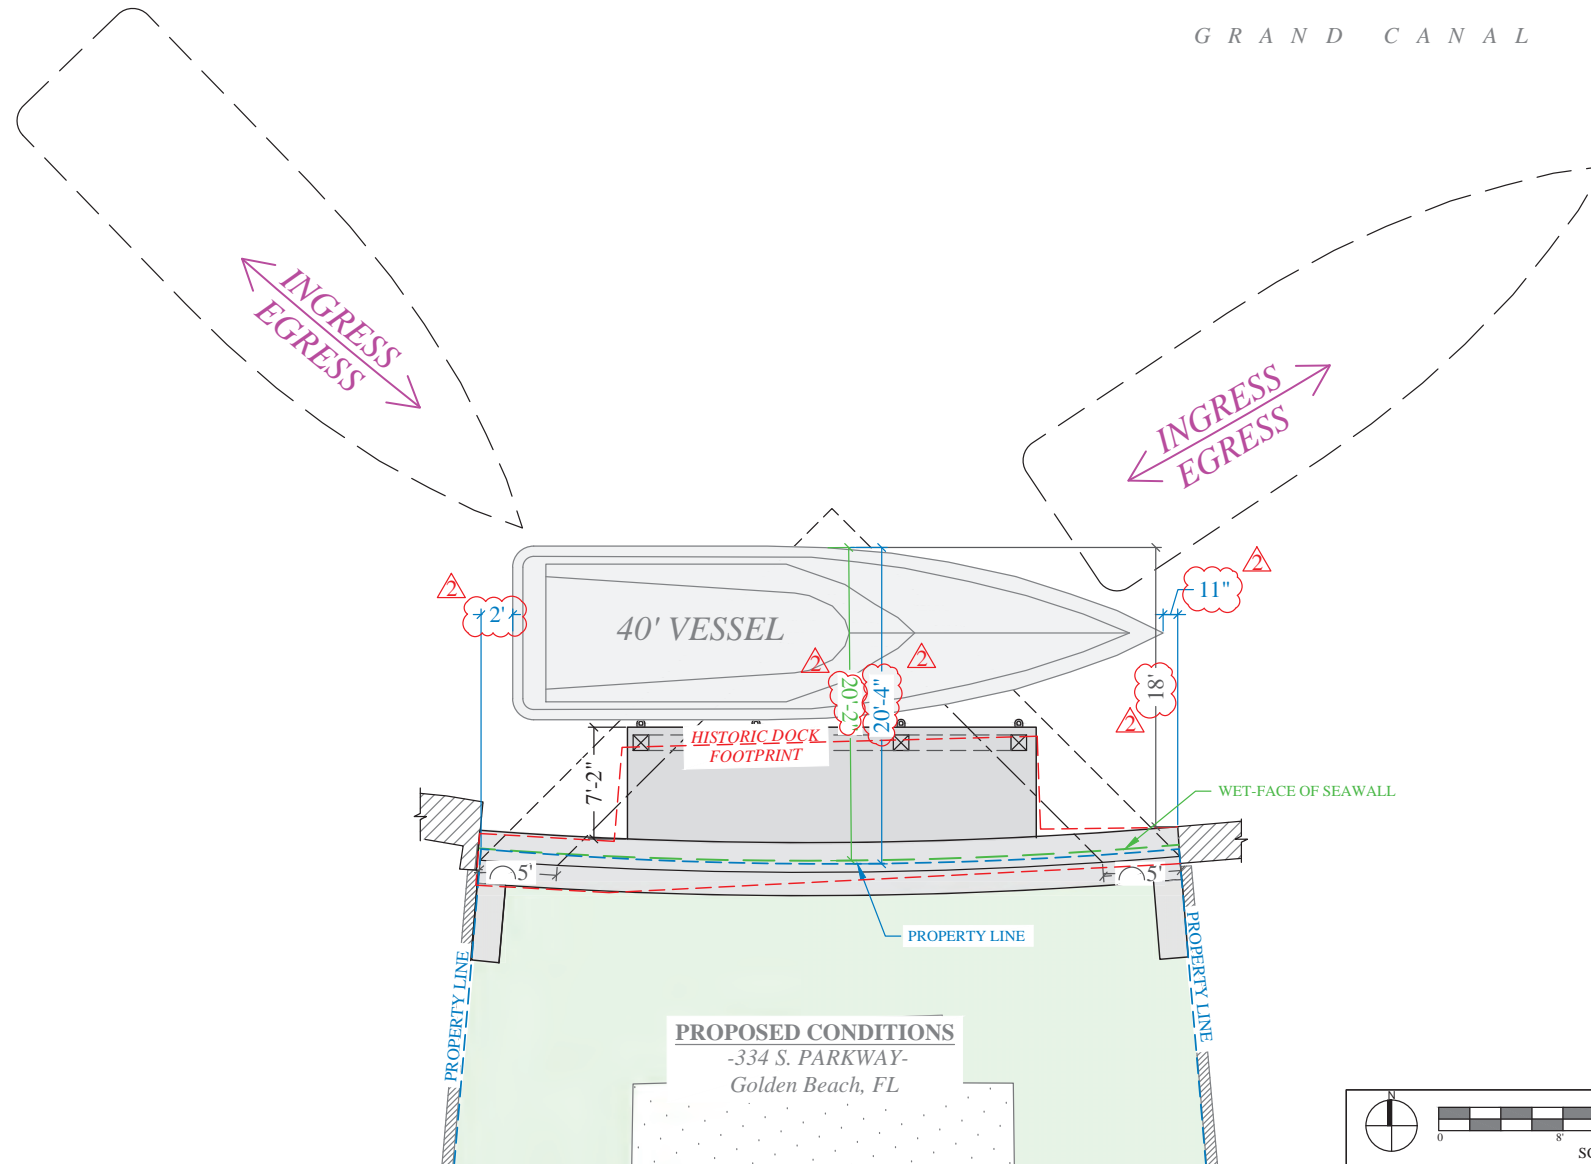 GRAND CANAL
INGRESS
EGRESS
INGRESS
EGRESS
2
2
2'
11"
40' VESSEL
2
2
20'-2"
20'-4"
18'
2
HISTORIC DOCK
FOOTPRINT
7'-2"
WET-FACE OF SEAWALL
5'
5'
PROPERTY LINE
PROPERTY LINE
PROPERTY LINE
PROPOSED CONDITIONS
-334 S. PARKWAY-
Golden Beach, FL
N
0 8'